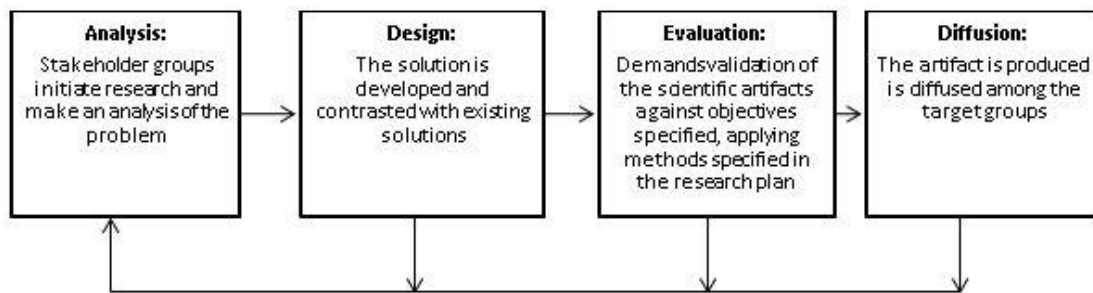 Analysis:
Stakeholder groups
initiate research and
make an analysis of the
problem
Design:
The solution is
developed and
contrasted with existing
solutions
Evaluation:
Demandsvalidation of
the scientific artifacts
against objectives
specified, applying
methods specified in
the research plan
Diffusion:
The artifact is produced
is diffused among the
target groups